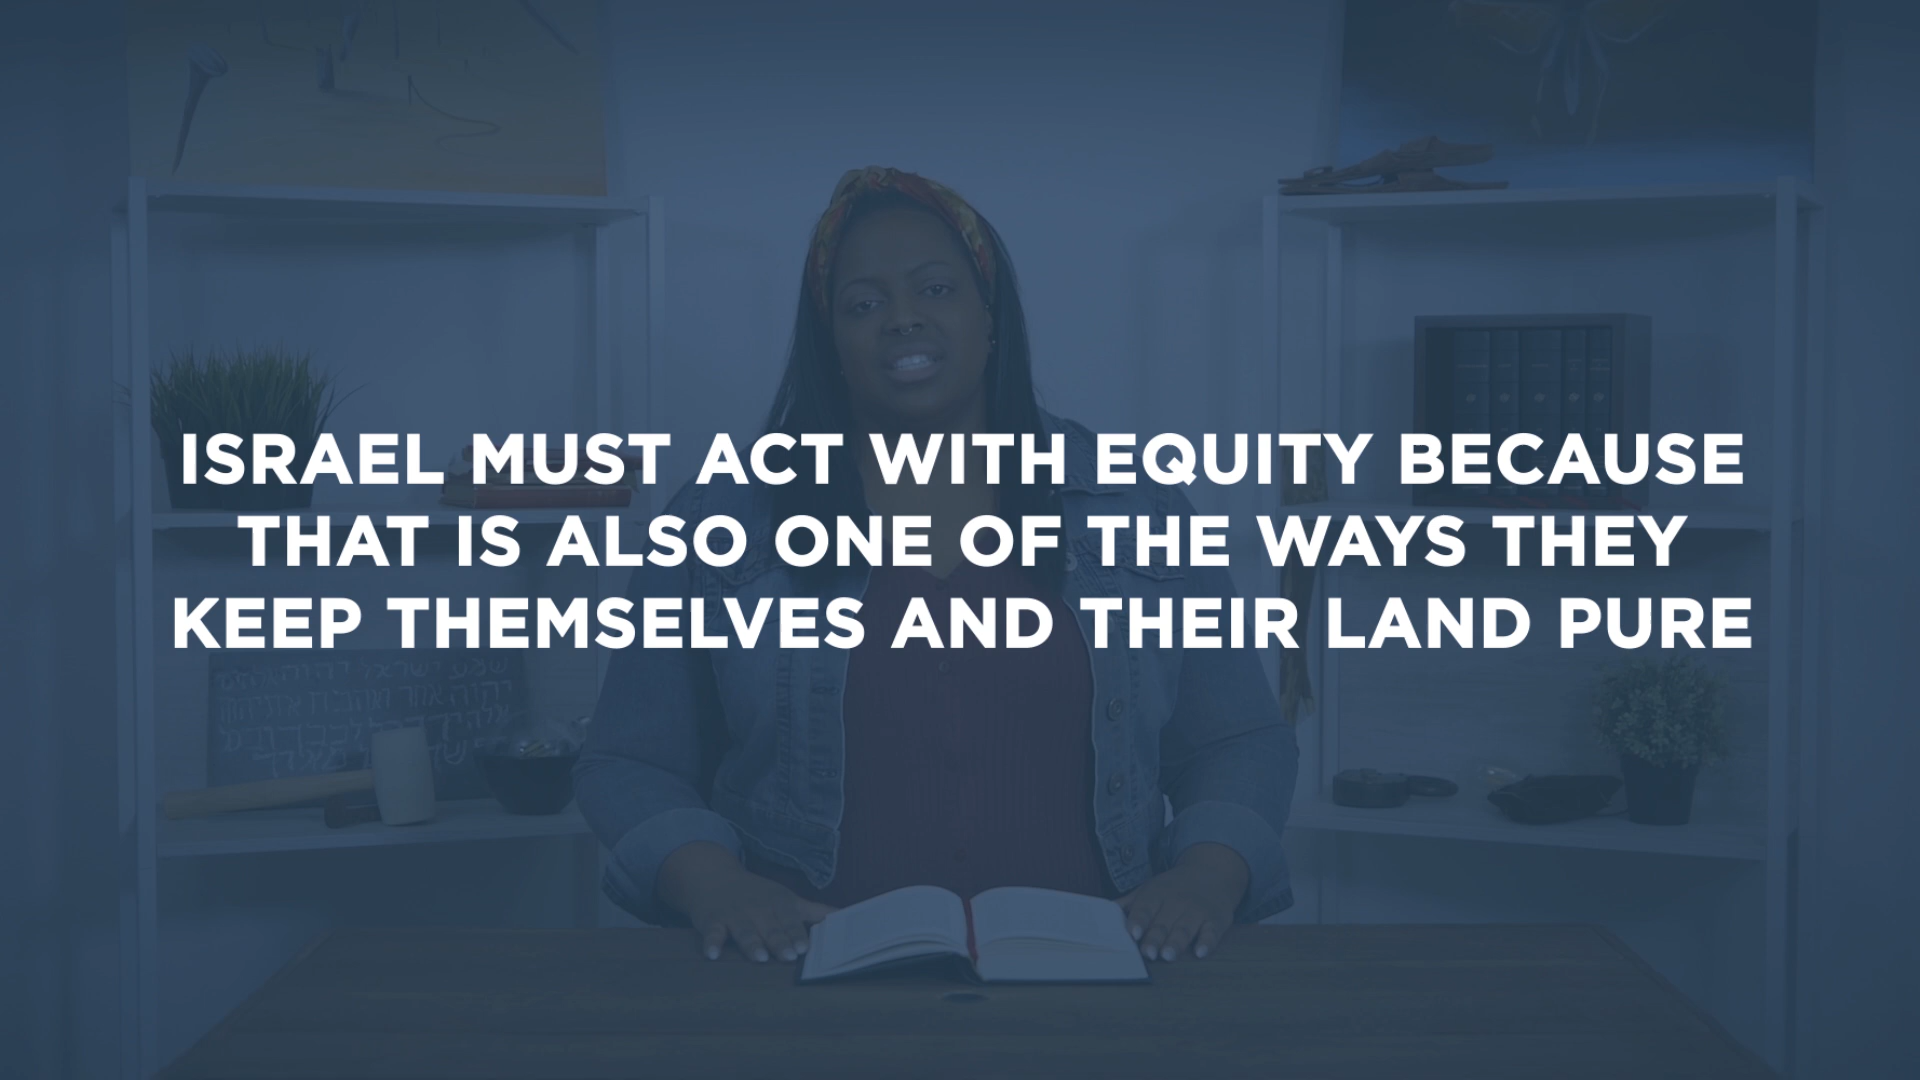 ISRAEL MUST ACT WITH EQUITY BECAUSE
THAT IS ALSO ONE OF THE WAYS THEY
KEEP THEMSELVES AND THEIR LAND PURE